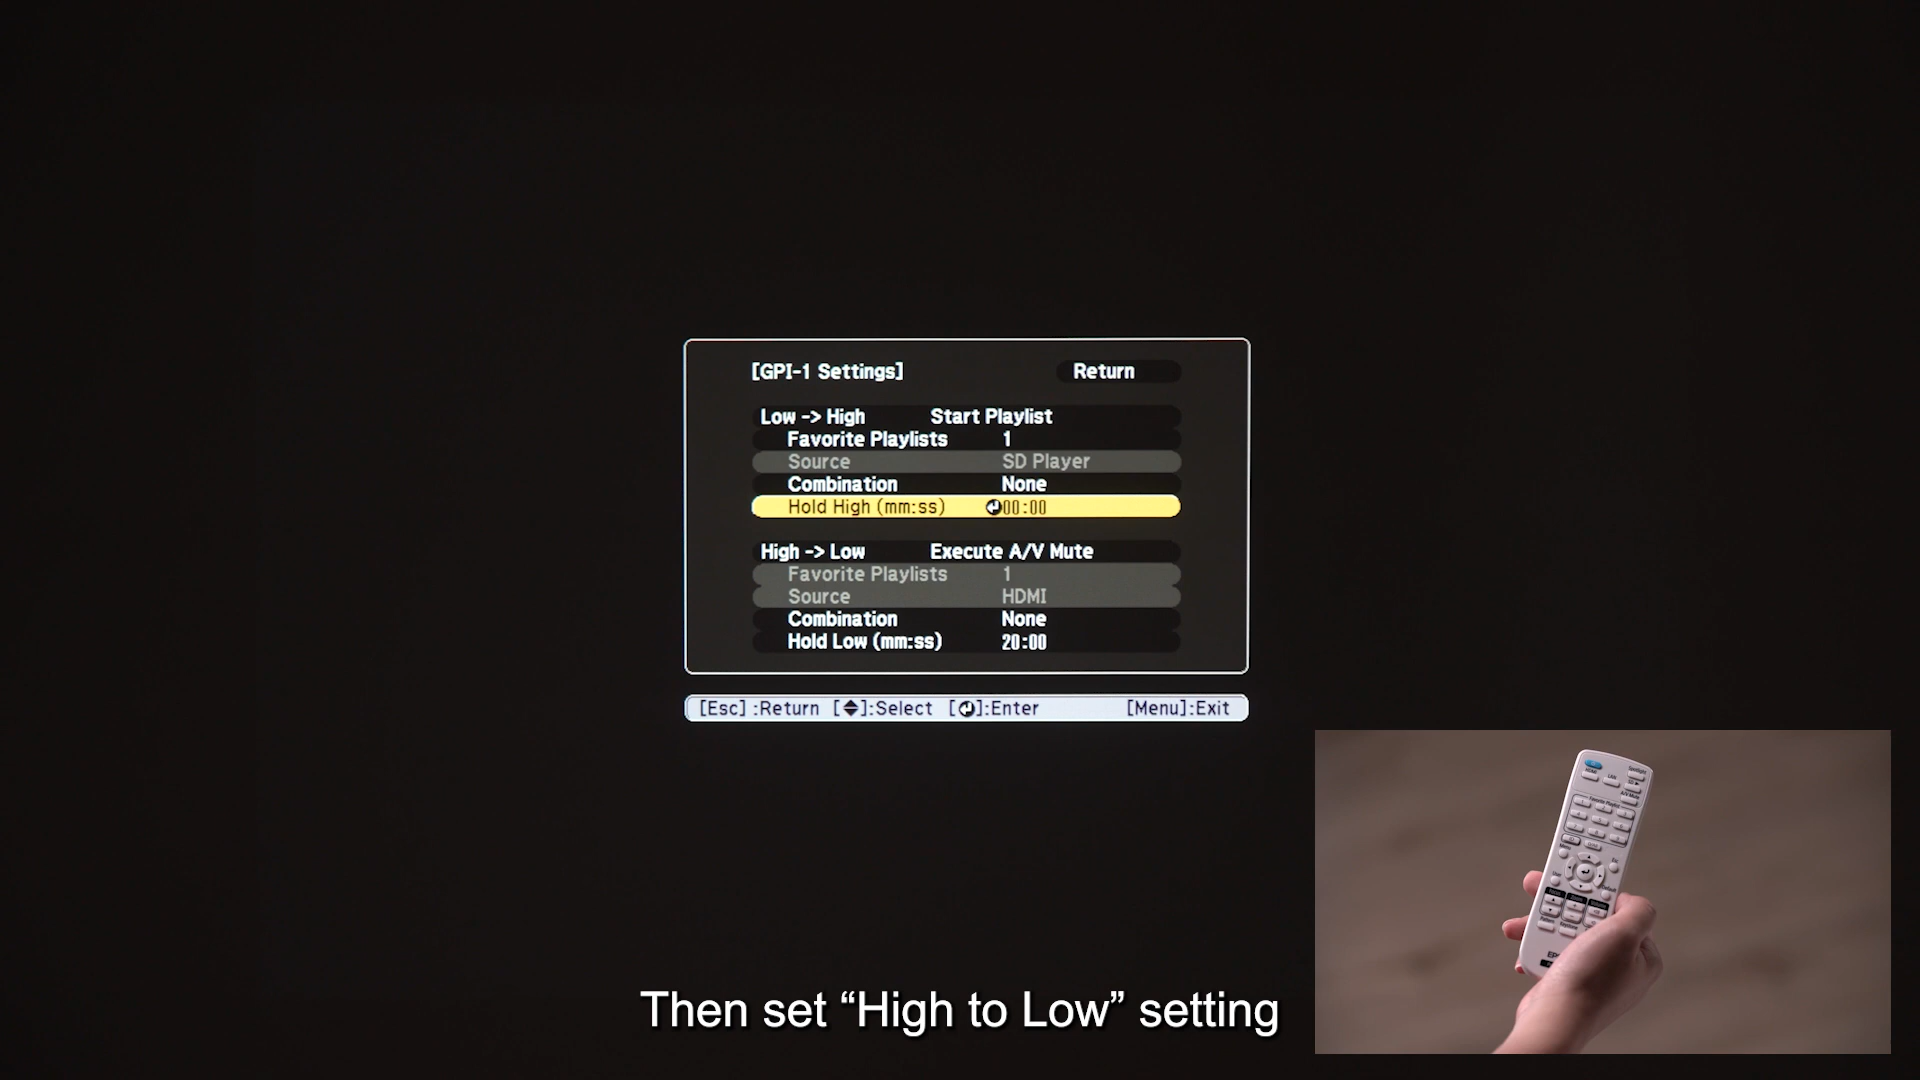 [GPI-1 Settings] Return
Low -> High Start Playlist
Favorite Playlists 1
Source SD Player
Combination None
Hold High (mm:ss) 00:00
High -> Low Execute A/V Mute
Favorite Playlists 1
Source HDMI
Combination None
Hold Low (mm:ss) 20:00
[Esc] :Return [ ]:Select [ ]:Enter [Menu]:Exit
Then set “High to Low” setting